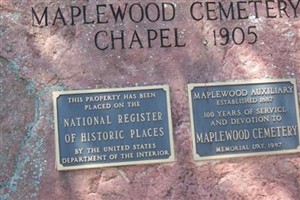 MAPLEWOOD CEMETERY
CHAPEL 1905
THIS PROPERTY HAS BEEN
PLACED ON THE
NATIONAL REGISTER
OF HISTORIC PLACES
BY THE UNITED STATES
DEPARTMENT OF THE INTERIOR
MAPLEWOOD AUXILIARY
ESTABLISHED 1887
100 YEARS OF SERVICE
AND DEVOTION TO
MAPLEWOOD CEMETERY
MEMORIAL DAY, 1987